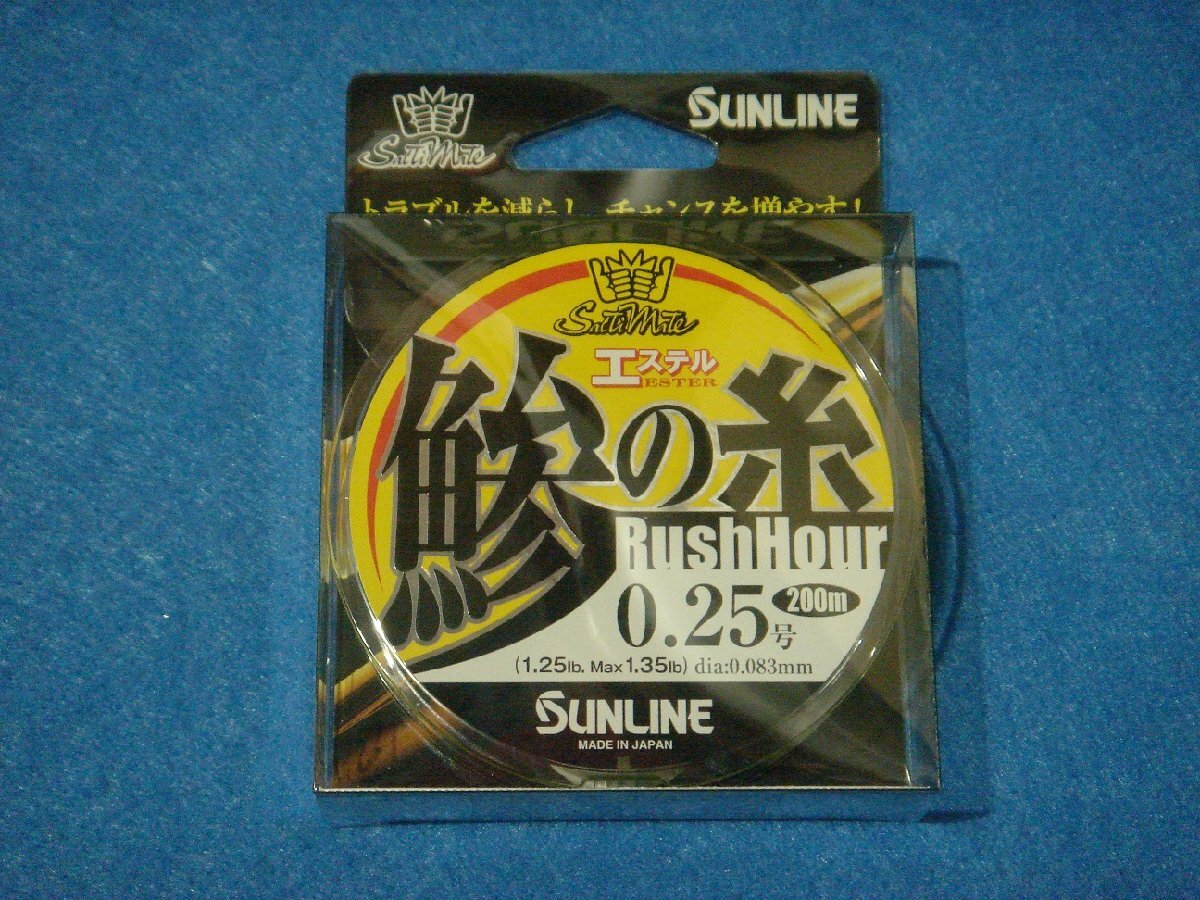 SaltiMate
SUNLINE
トラブルを減らし、チャンスを増やす!
SaltiMate
エステル
ESTER
鯵の糸
RushHour
0.25号 200m
(1.25lb. Max 1.35lb) dia:0.083mm
SUNLINE
MADE IN JAPAN